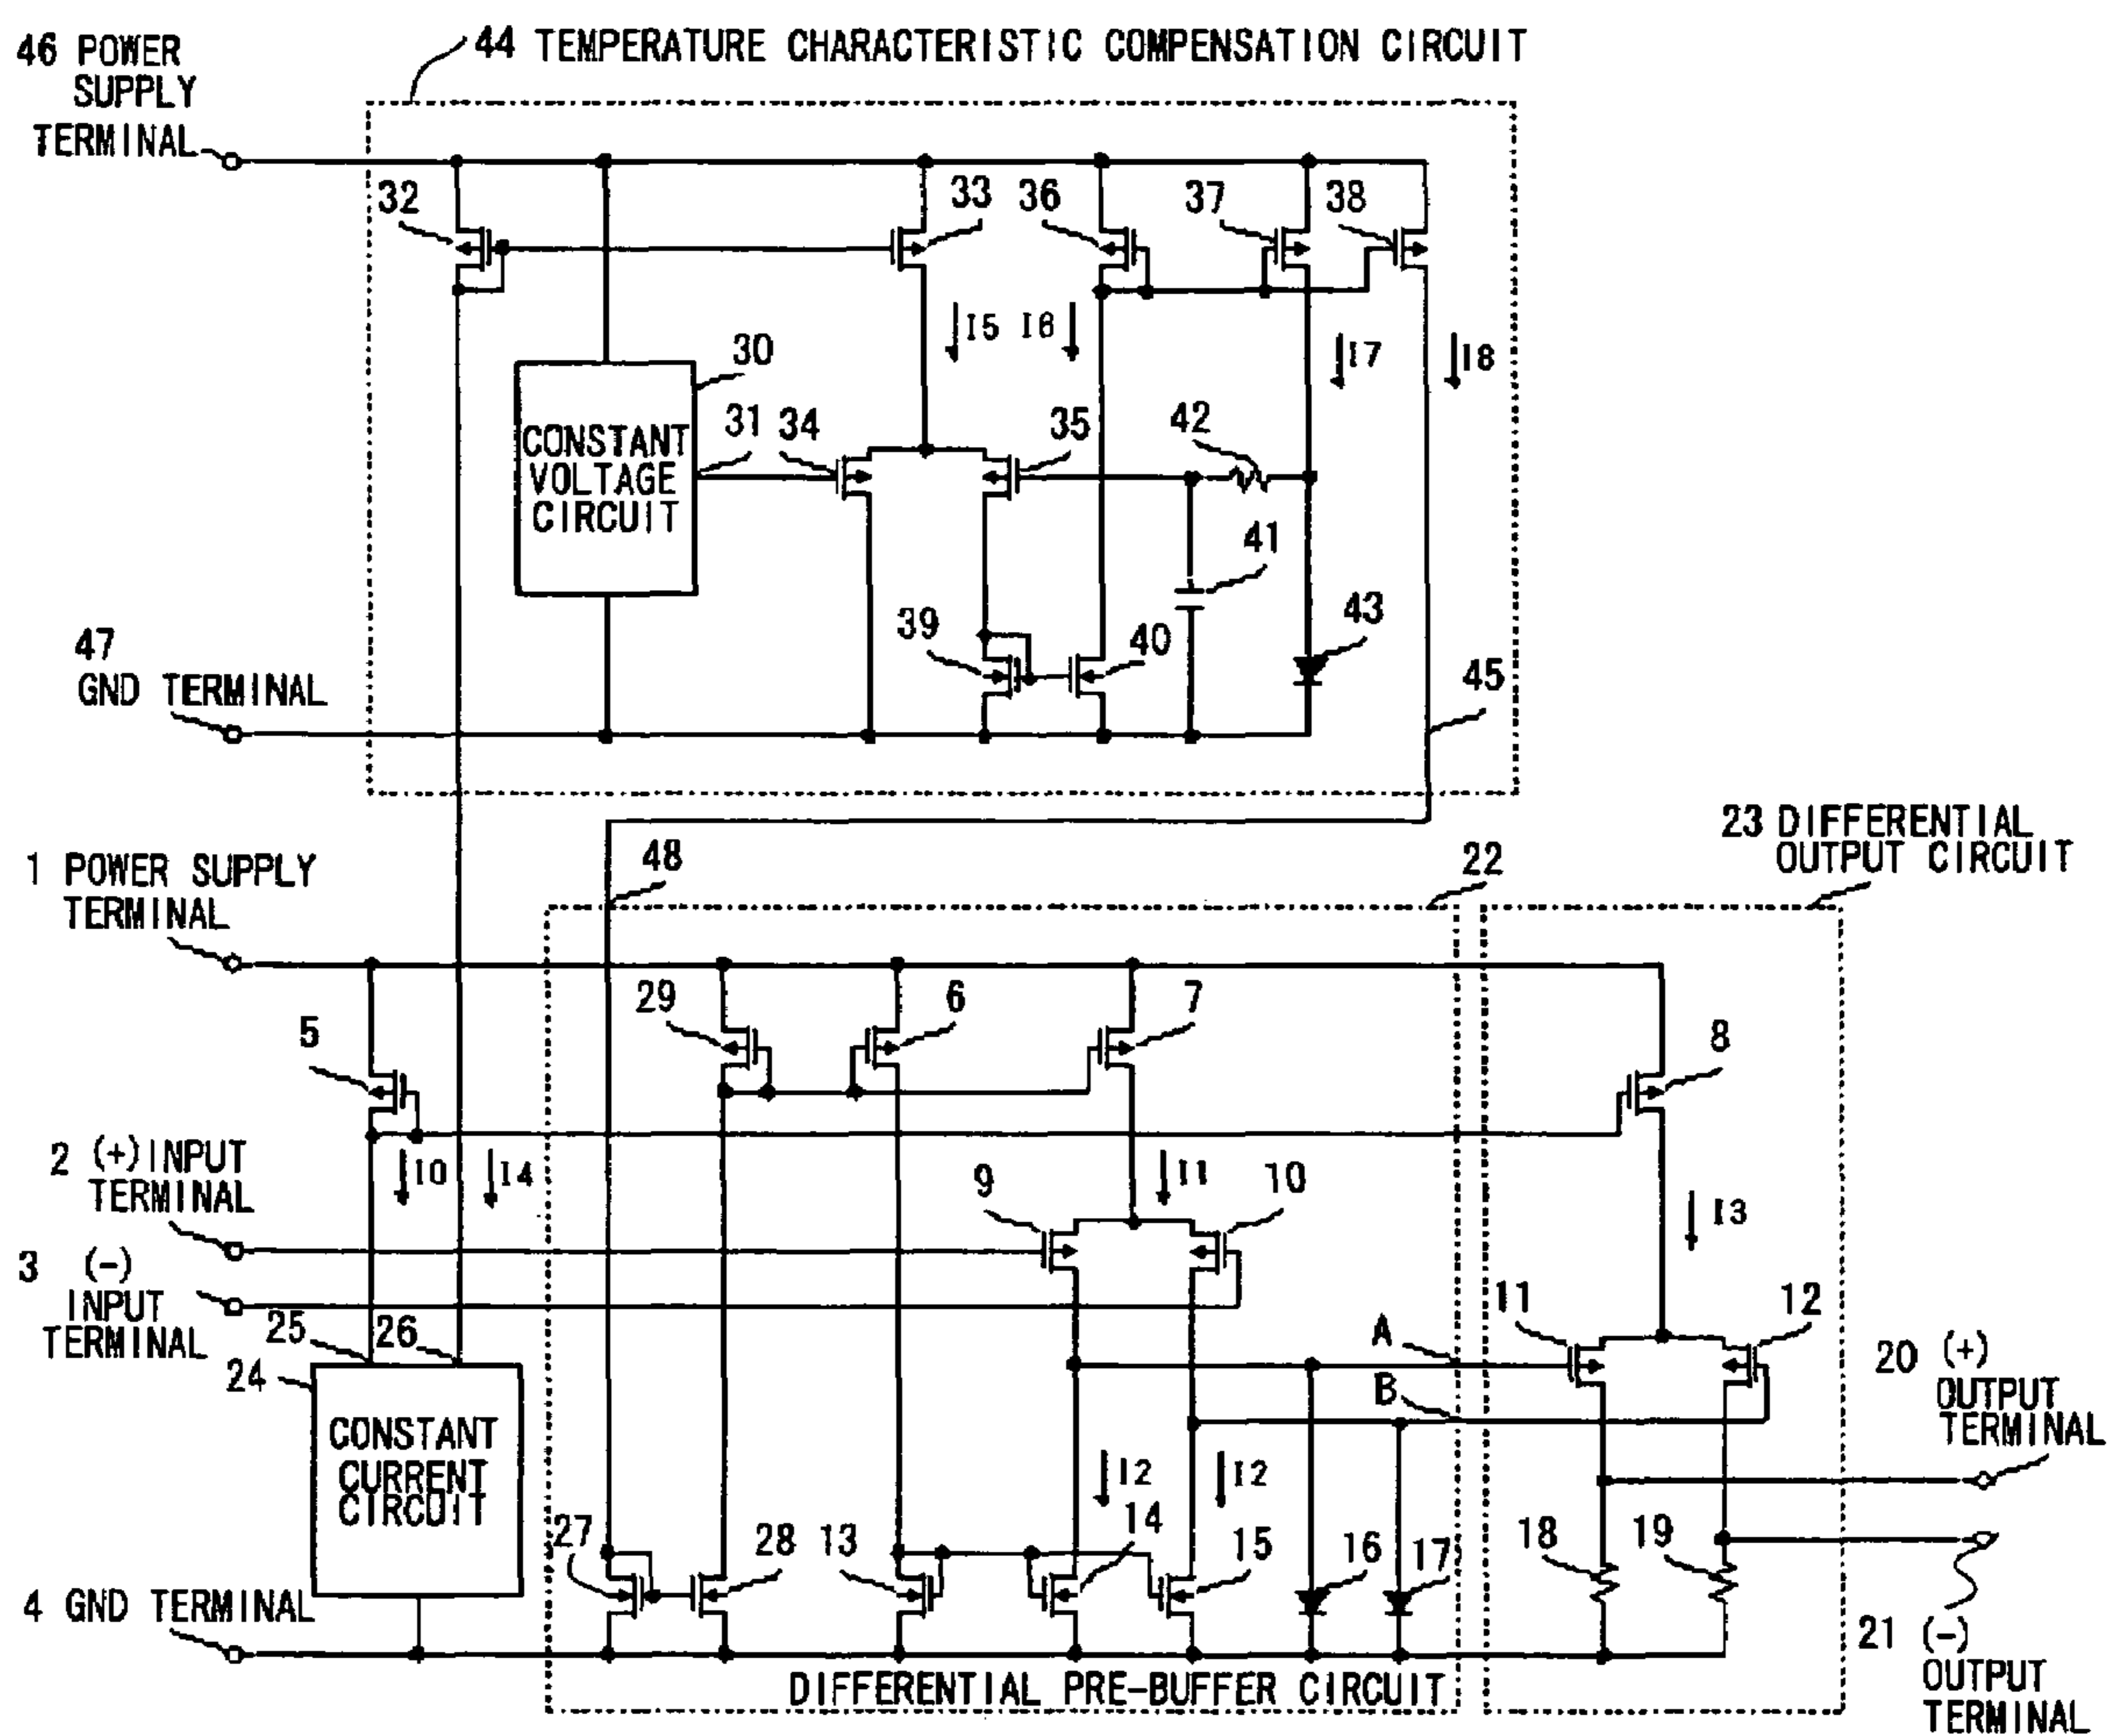 46 POWER
SUPPLY
TERMINAL
44 TEMPERATURE CHARACTERISTIC COMPENSATION CIRCUIT
32
33
36
37
38
I5
I6
I7
I8
30
31
34
35
42
CONSTANT
VOLTAGE
CIRCUIT
41
43
39
40
45
47
GND TERMINAL
23 DIFFERENTIAL
OUTPUT CIRCUIT
1 POWER SUPPLY
TERMINAL
48
22
29
6
7
5
8
2 (+)INPUT
TERMINAL
I0
I4
9
I1
10
I3
3 (-)
INPUT
TERMINAL
25
26
24
11
12
A
B
20 (+)
OUTPUT
TERMINAL
CONSTANT
CURRENT
CIRCUIT
I2
I2
27
28
13
14
15
16
17
18
19
4 GND TERMINAL
21 (-)
OUTPUT
TERMINAL
DIFFERENTIAL PRE-BUFFER CIRCUIT